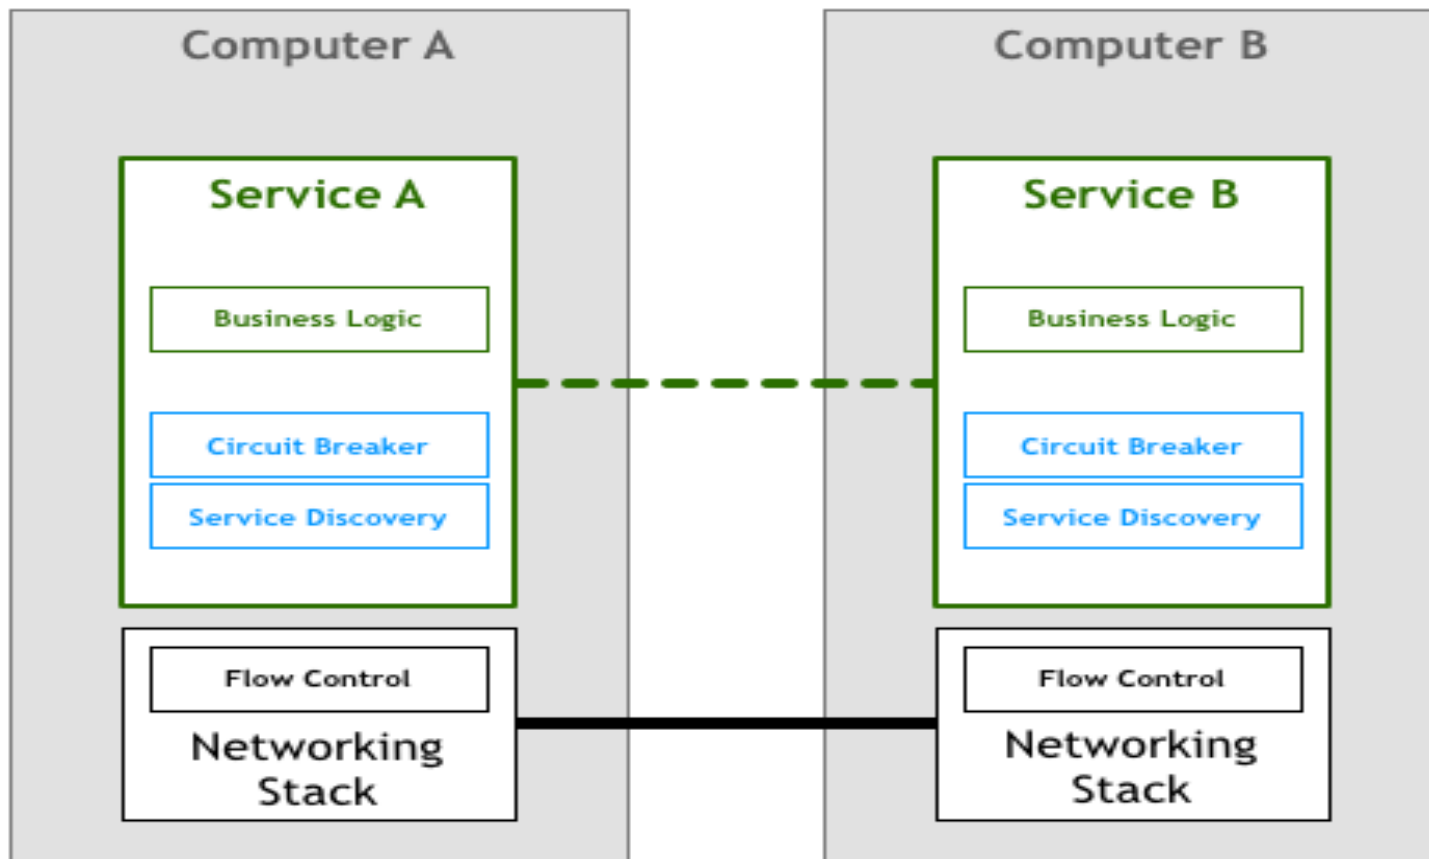 Computer A
Service A
Business Logic
Circuit Breaker
Service Discovery
Flow Control
Networking
Stack
Computer B
Service B
Business Logic
Circuit Breaker
Service Discovery
Flow Control
Networking
Stack